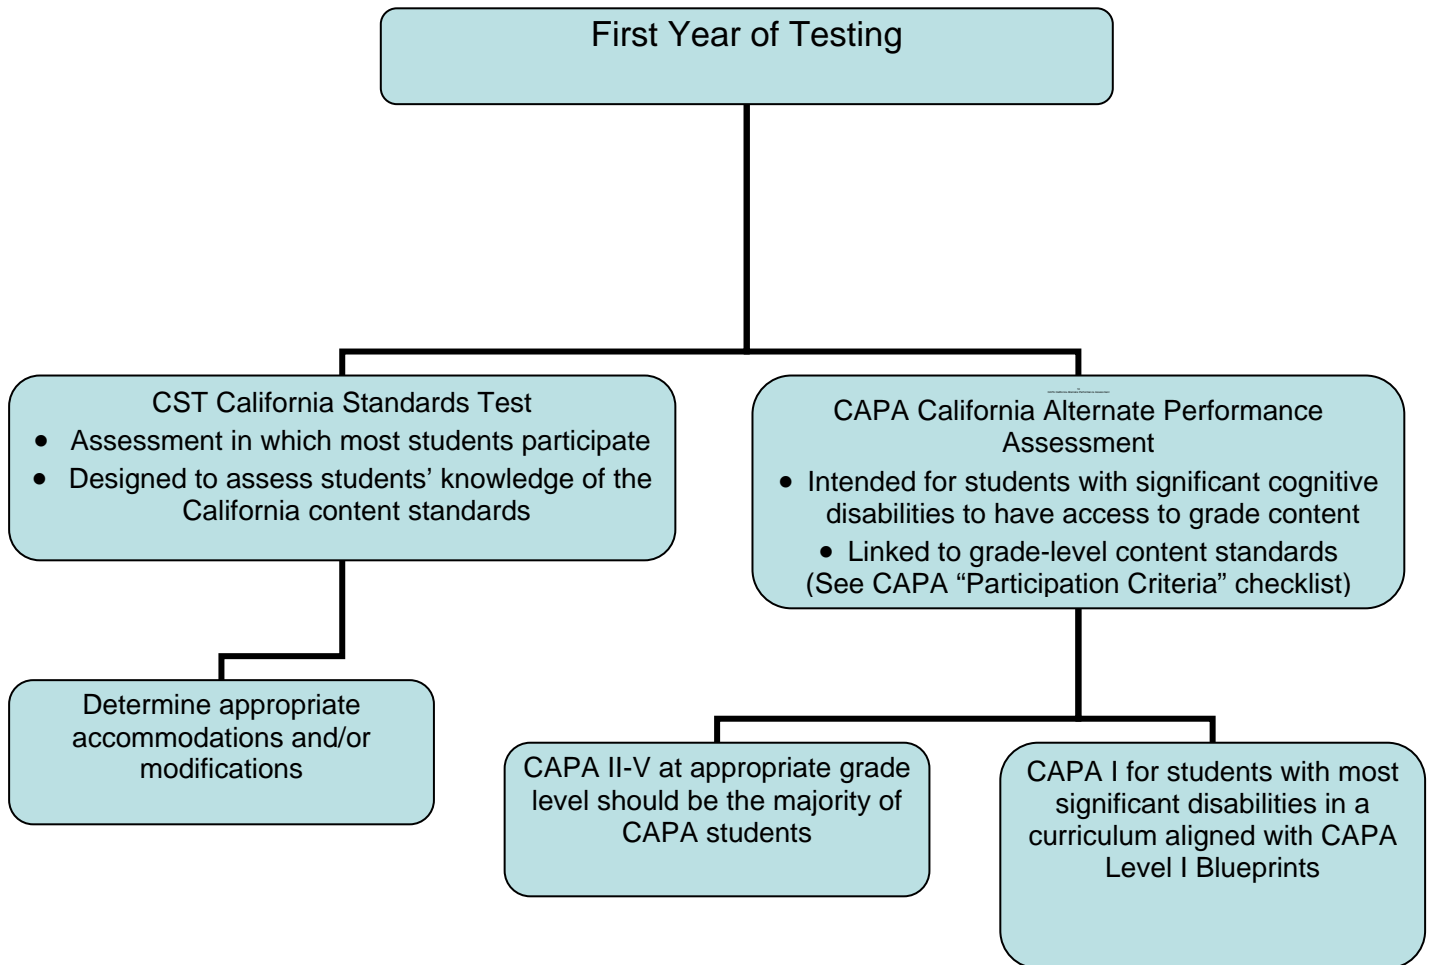 First Year of Testing
CST California Standards Test
• Assessment in which most students participate
• Designed to assess students’ knowledge of the
California content standards
CAPA California Alternate Performance
Assessment
• Intended for students with significant cognitive
disabilities to have access to grade content
• Linked to grade-level content standards
(See CAPA “Participation Criteria” checklist)
Determine appropriate
accommodations and/or
modifications
CAPA II-V at appropriate grade
level should be the majority of
CAPA students
CAPA I for students with most
significant disabilities in a
curriculum aligned with CAPA
Level I Blueprints